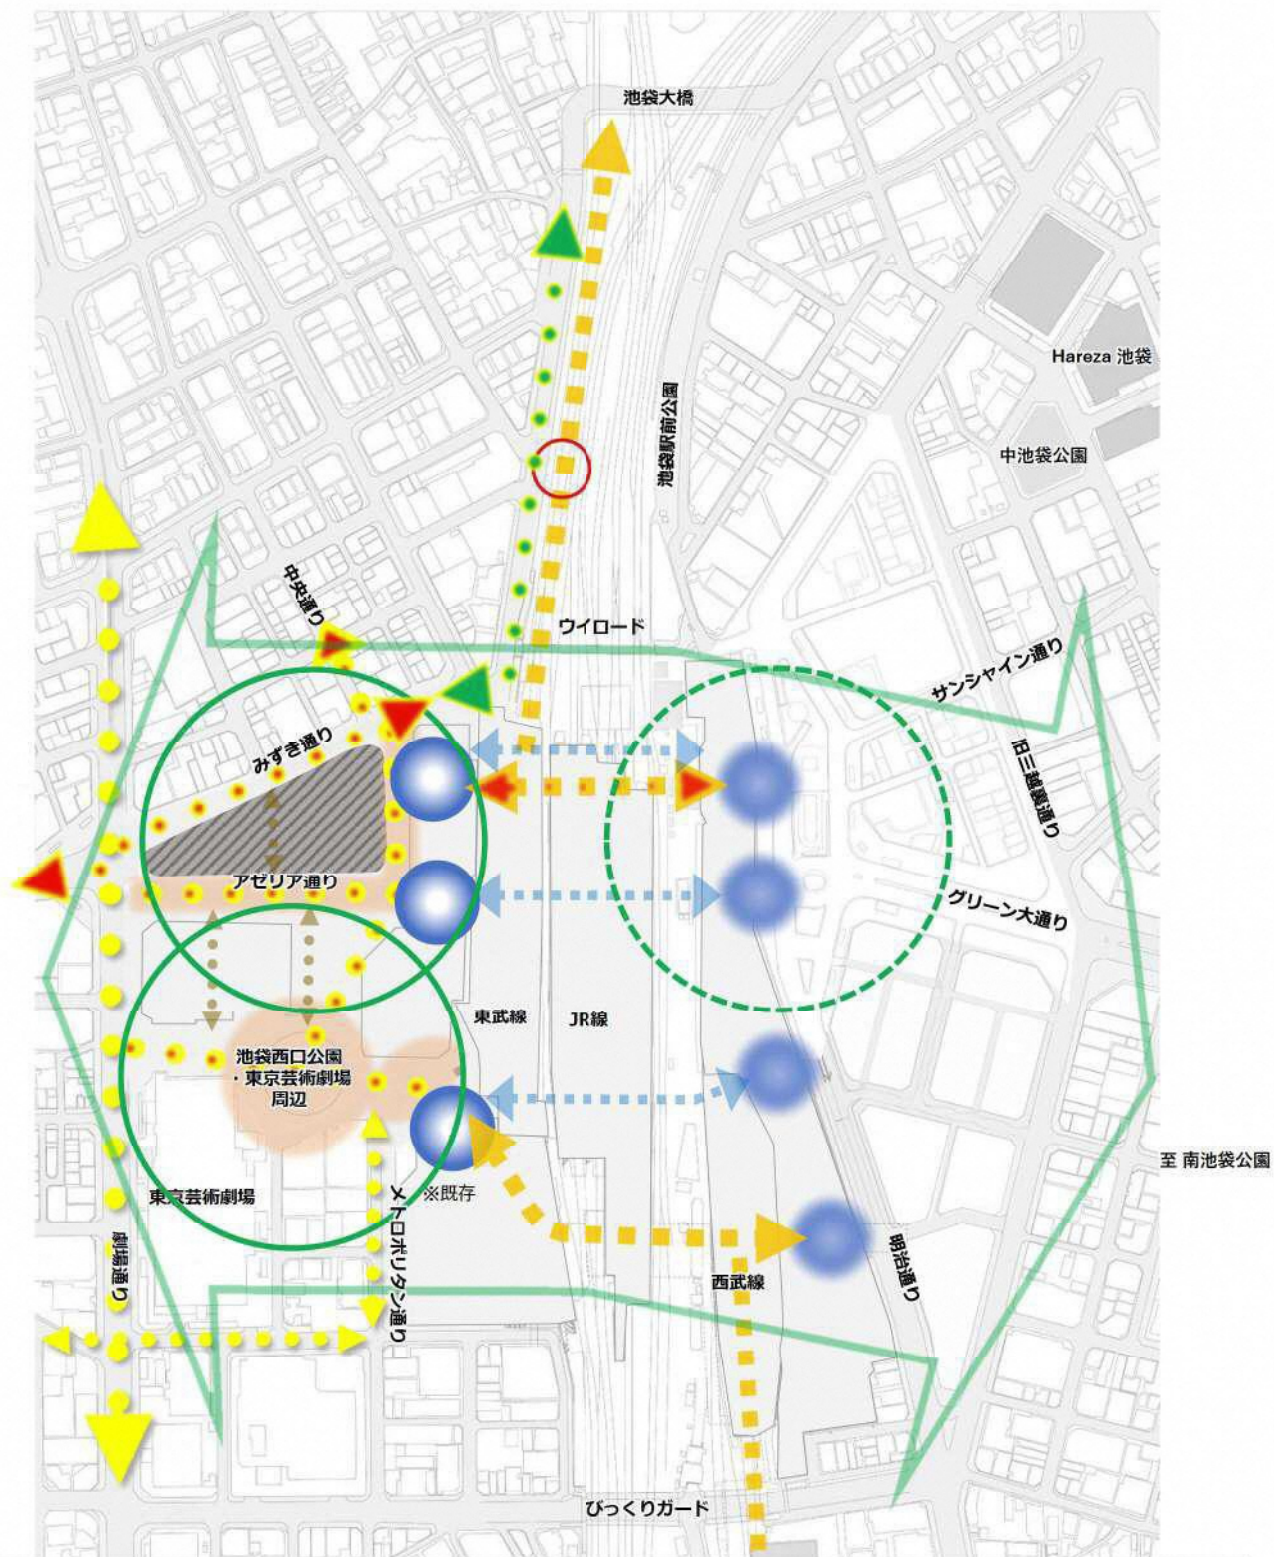 池袋大橋
Hareza 池袋
池袋駅前公園
中池袋公園
中央通り
ウイロード
サンシャイン通り
みずき通り
旧三越裏通り
アゼリア通り
グリーン大通り
東武線
JR線
池袋西口公園
・東京芸術劇場
周辺
至 南池袋公園
東京芸術劇場
※既存
メトロポリタン通り
劇場通り
西武線
明治通り
びっくりガード